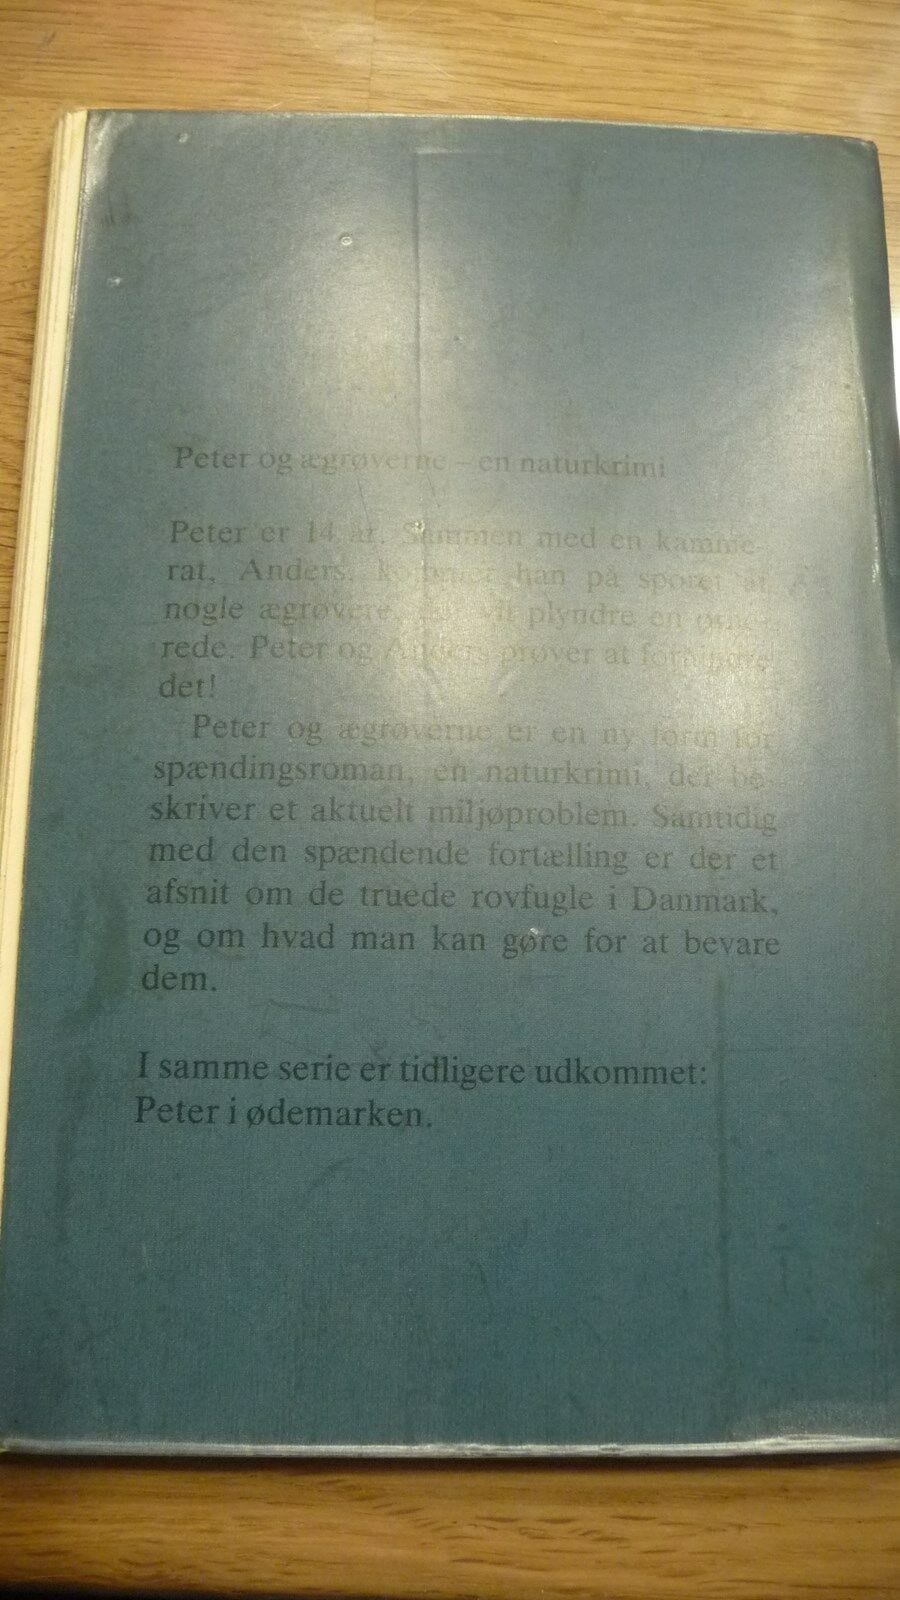 Peter og ægrøverne – en naturkrimi
Peter er 14 år. Sammen med en kamme-
rat, Anders, kommer han på sporet af
nogle ægrøvere, der vil plyndre en ørne-
rede. Peter og Anders prøver at forhindre
det!
Peter og ægrøverne er en ny form for
spændingsroman, en naturkrimi, der be-
skriver et aktuelt miljøproblem. Samtidig
med den spændende fortælling er der et
afsnit om de truede rovfugle i Danmark,
og om hvad man kan gøre for at bevare
dem.
I samme serie er tidligere udkommet:
Peter i ødemarken.